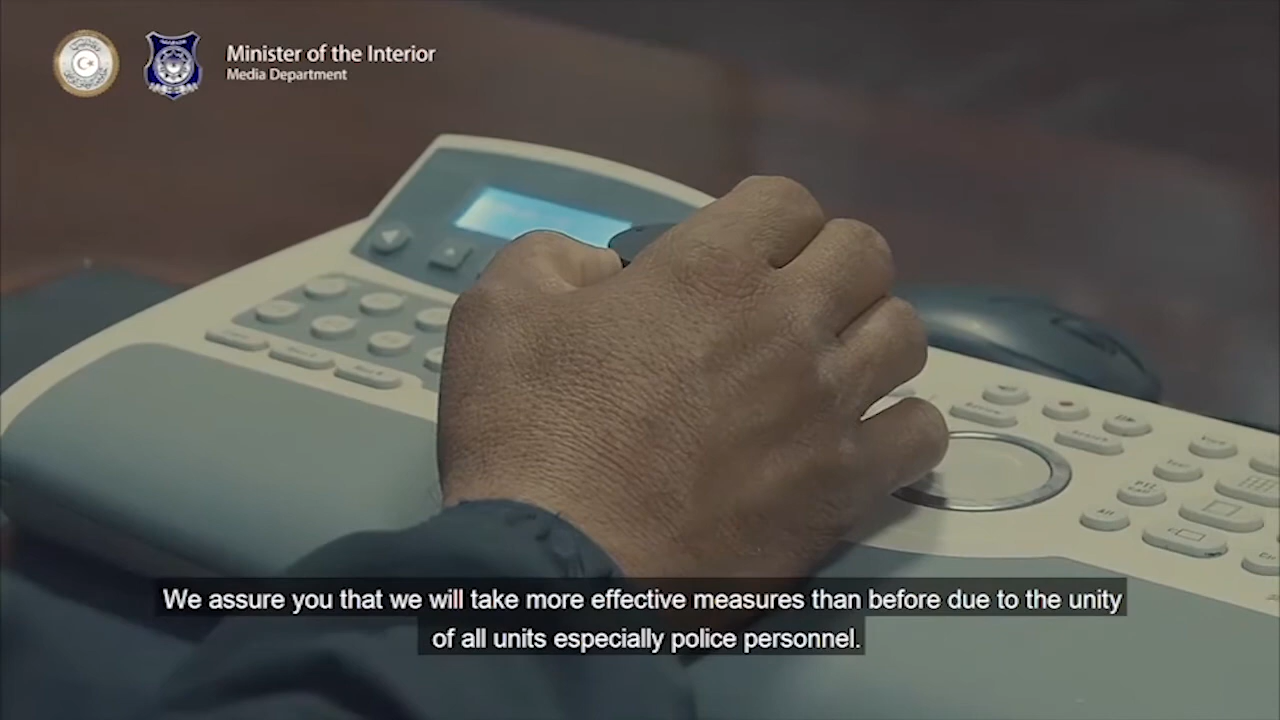 Minister of the Interior
Media Department
We assure you that we will take more effective measures than before due to the unity
of all units especially police personnel.